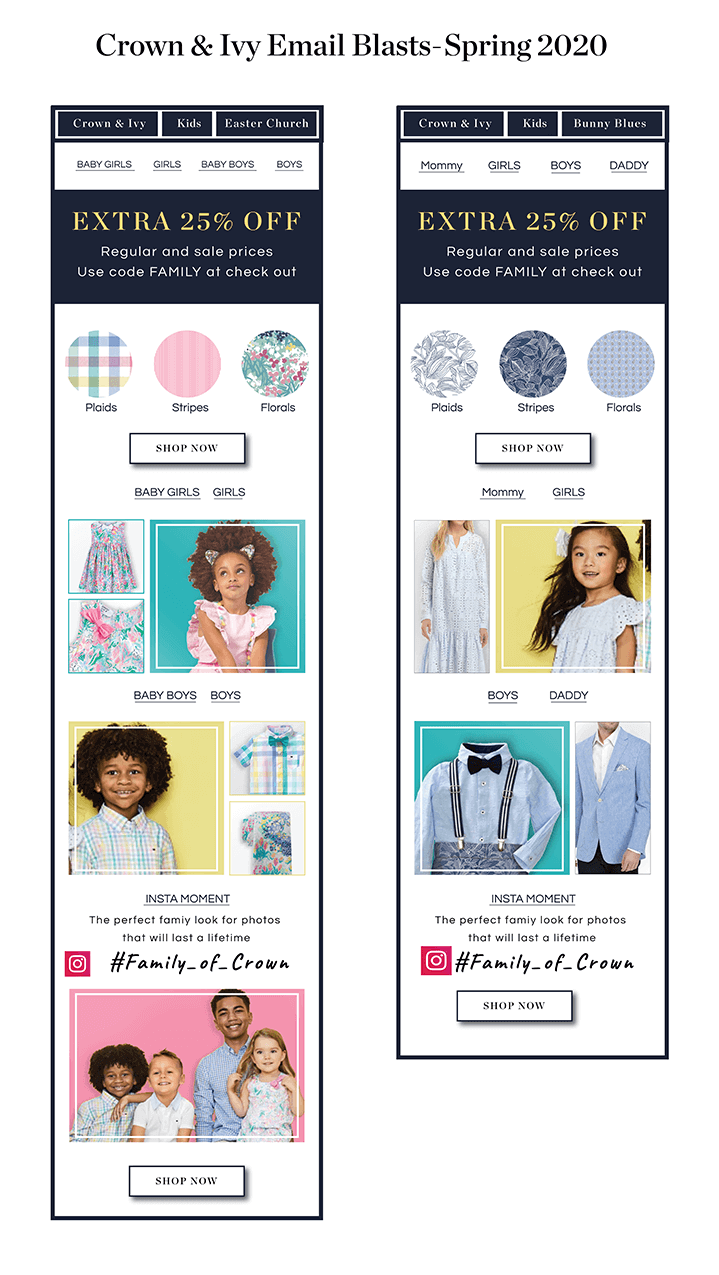 Crown & Ivy Email Blasts-Spring 2020
Crown & Ivy Kids Easter Church
BABY GIRLS GIRLS BABY BOYS BOYS
EXTRA 25% OFF
Regular and sale prices
Use code FAMILY at check out
Plaids Stripes Florals
SHOP NOW
BABY GIRLS GIRLS
BABY BOYS BOYS
INSTA MOMENT
The perfect famiy look for photos
that will last a lifetime
#Family_of_Crown
SHOP NOW
Crown & Ivy Kids Bunny Blues
Mommy GIRLS BOYS DADDY
EXTRA 25% OFF
Regular and sale prices
Use code FAMILY at check out
Plaids Stripes Florals
SHOP NOW
Mommy GIRLS
BOYS DADDY
INSTA MOMENT
The perfect famiy look for photos
that will last a lifetime
#Family_of_Crown
SHOP NOW